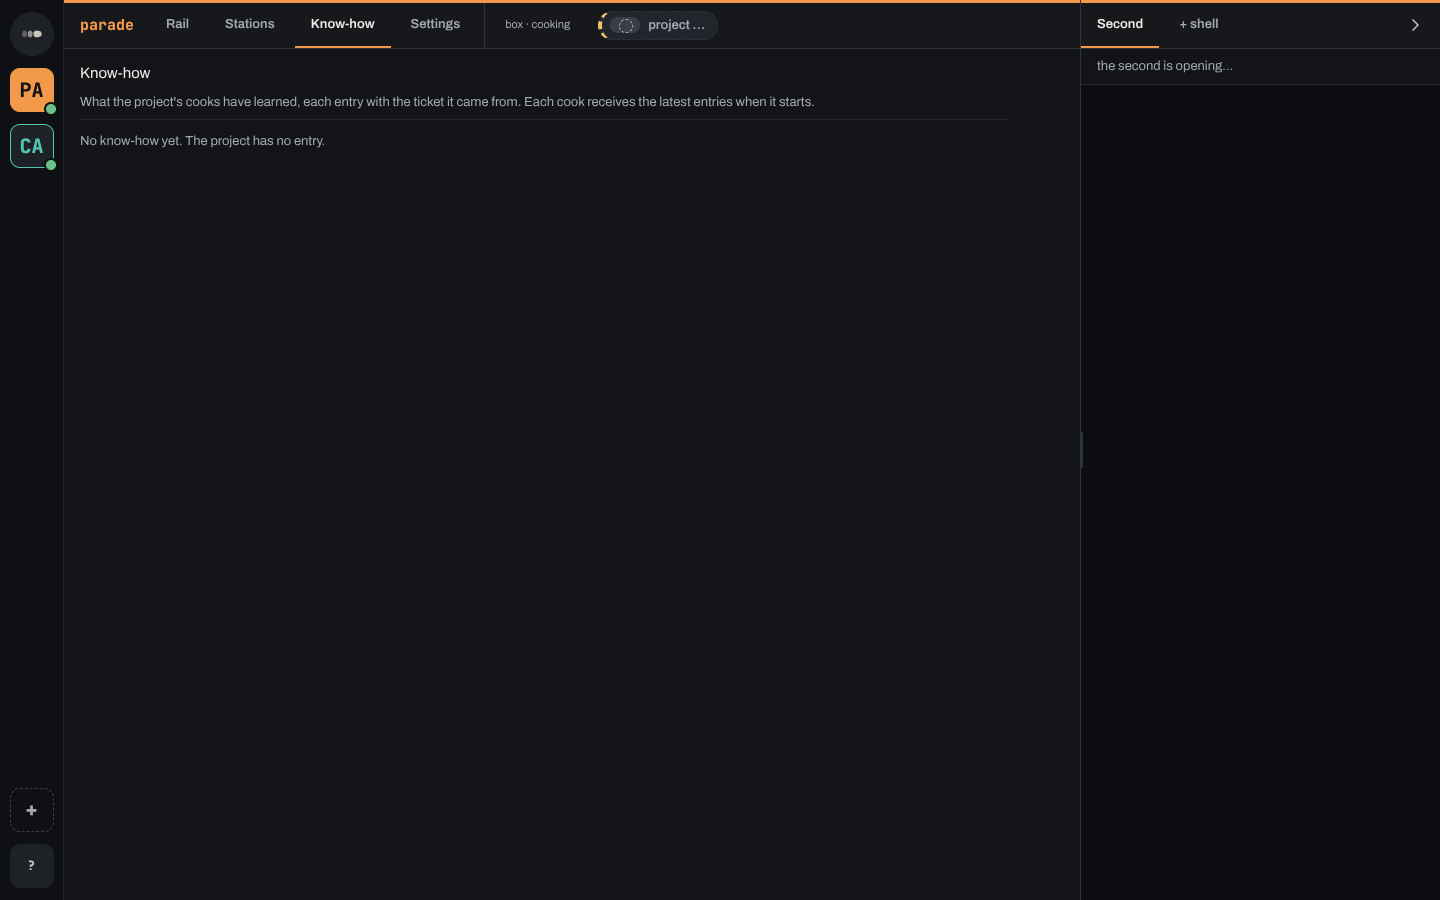 parade Rail Stations Know-how Settings box · cooking project ... Second + shell
PA
CA
Know-how
What the project's cooks have learned, each entry with the ticket it came from. Each cook receives the latest entries when it starts.
No know-how yet. The project has no entry.
the second is opening...
+
?